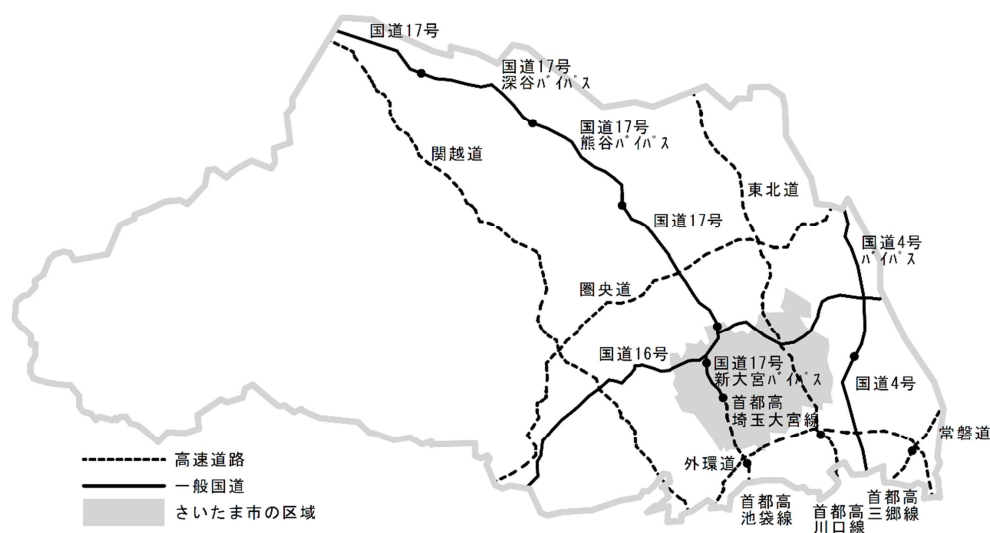 国道17号
国道17号
深谷ﾊﾞｲﾊﾟｽ
国道17号
熊谷ﾊﾞｲﾊﾟｽ
関越道
東北道
国道17号
国道4号
ﾊﾞｲﾊﾟｽ
圏央道
国道16号
国道17号
新大宮ﾊﾞｲﾊﾟｽ
国道4号
首都高
埼玉大宮線
常磐道
外環道
高速道路
一般国道
さいたま市の区域
首都高
池袋線
首都高
川口線
首都高
三郷線